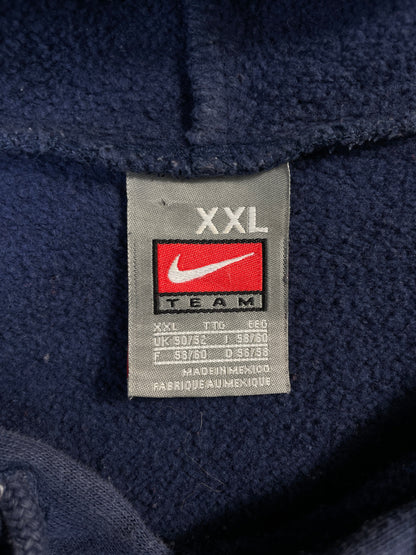 XXL
TEAM
XXL TTG EEG
UK 50/52 I 58/60
F 58/60 D 56/58
MADE IN MEXICO
FABRIQUE AU MEXIQUE